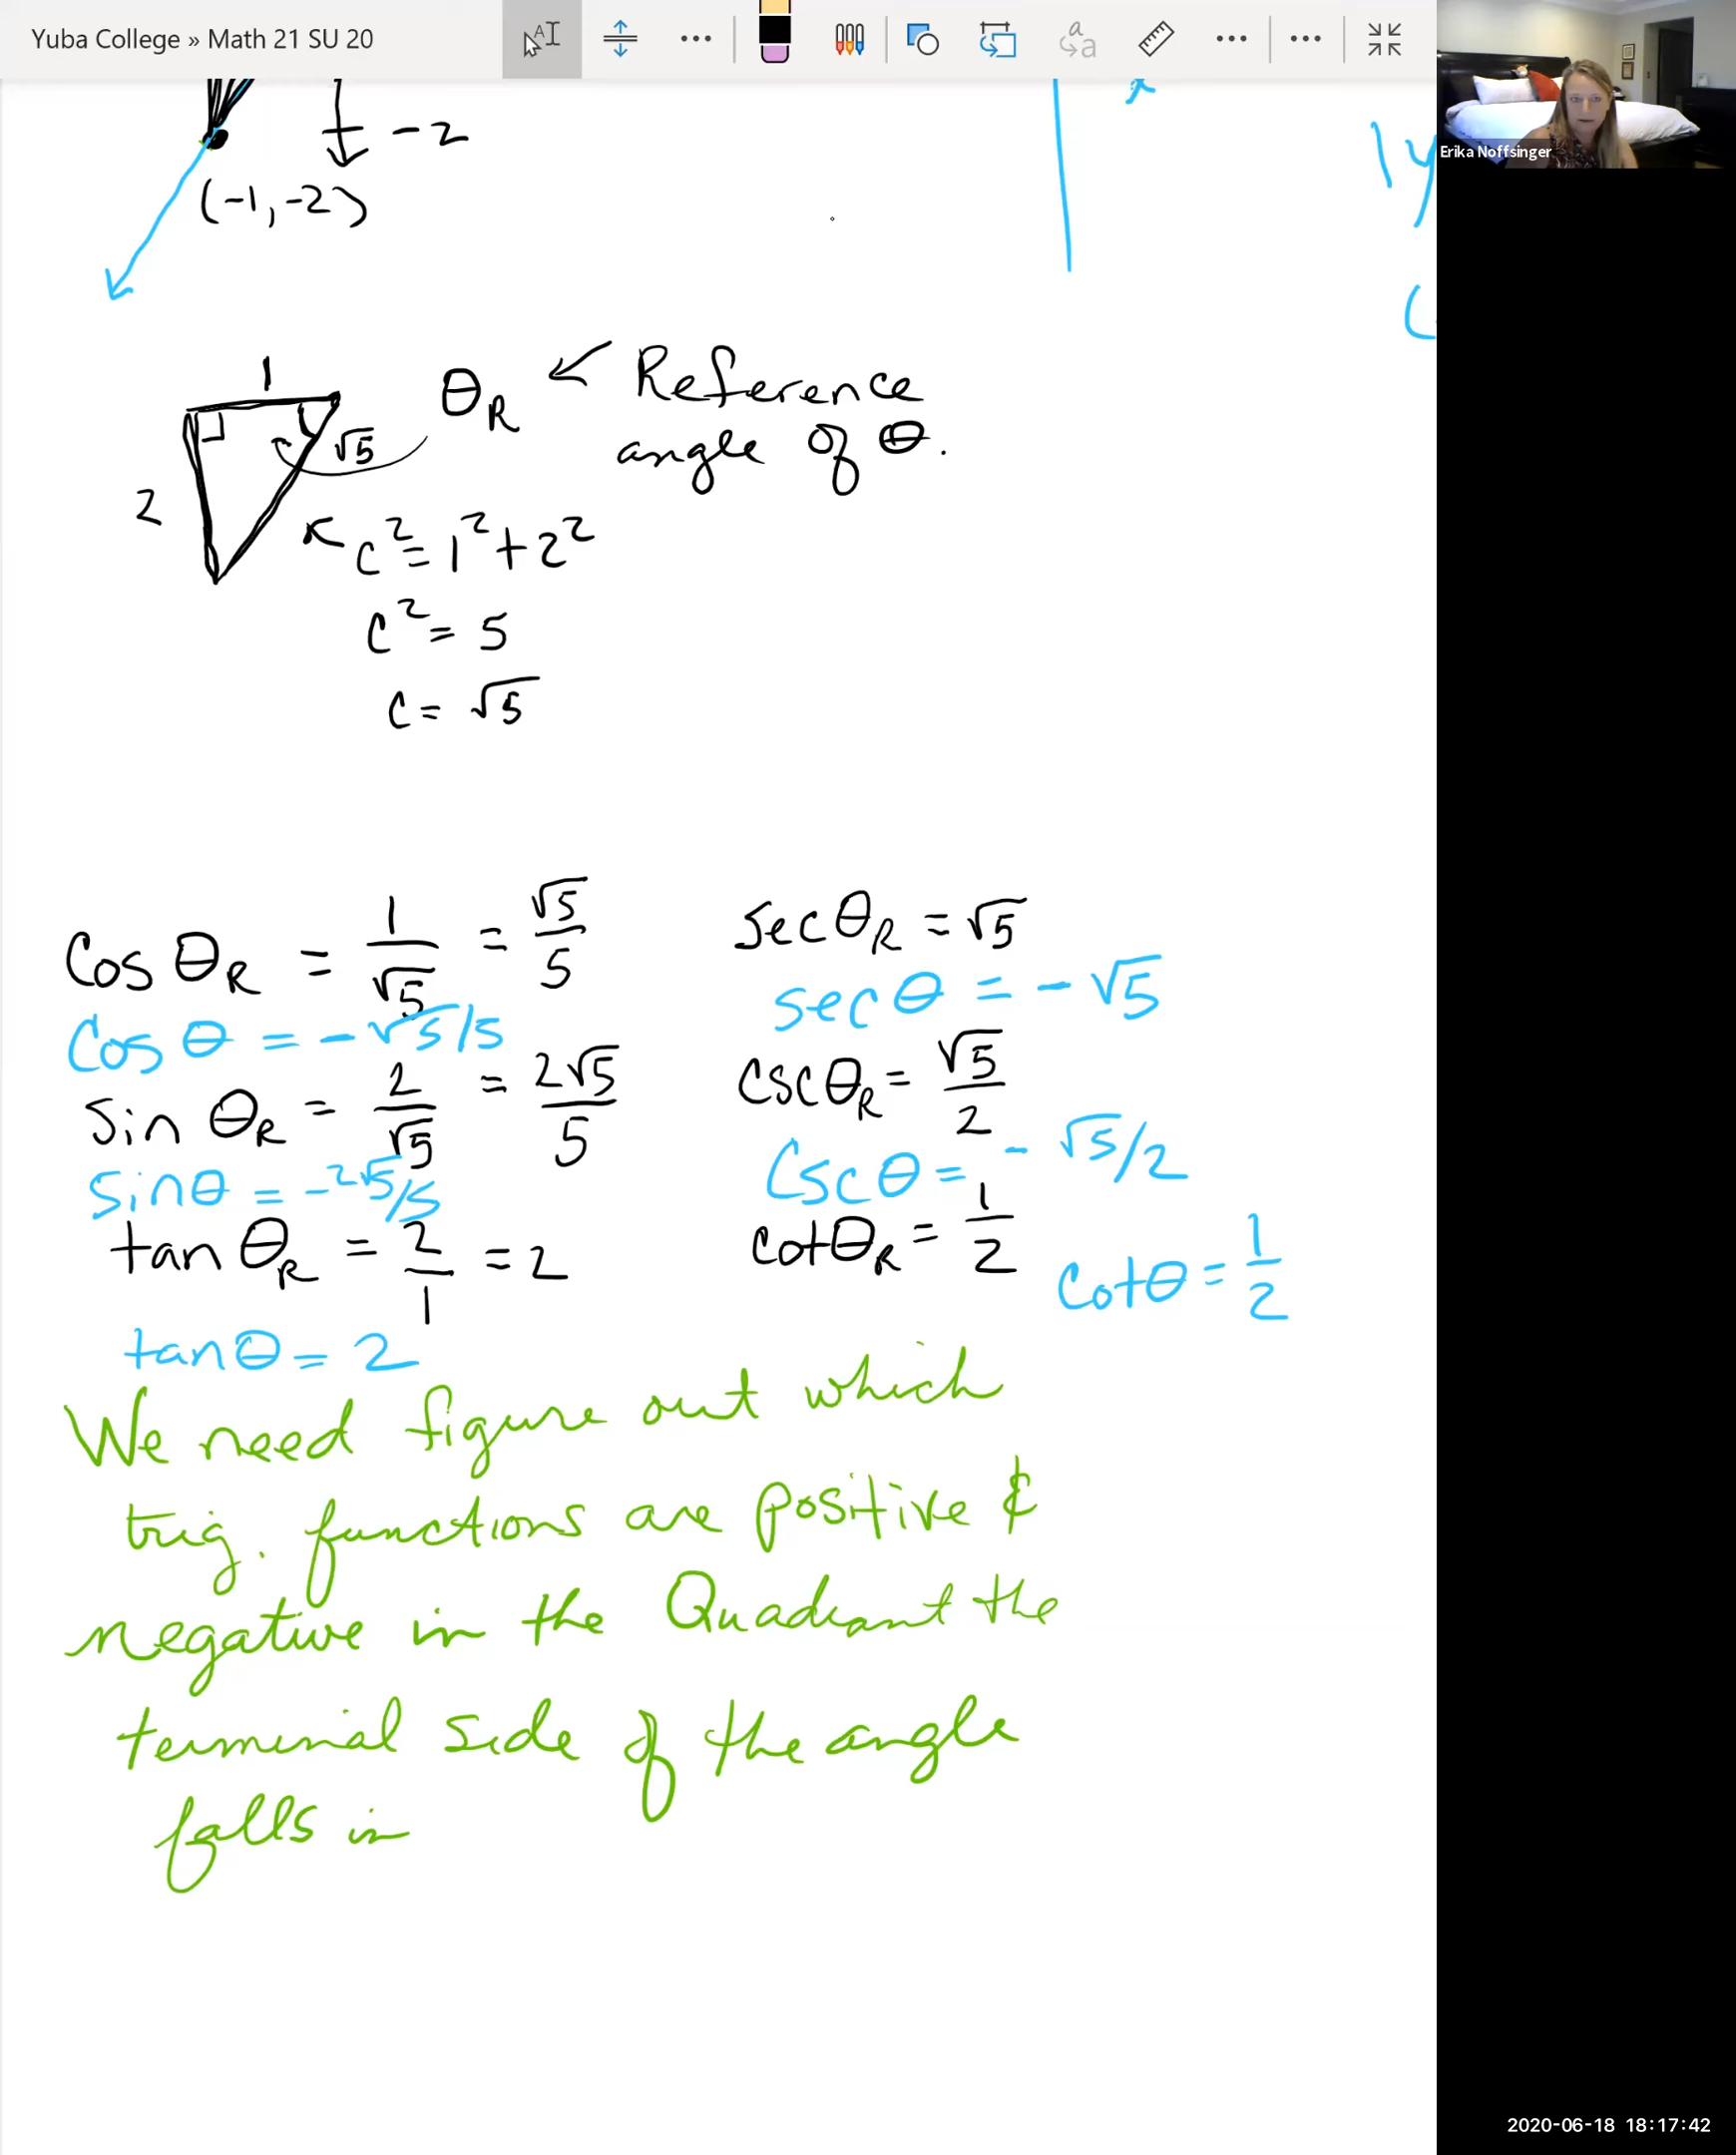 Yuba College » Math 21 SU 20
Erika Noffsinger
-2
(-1, -2)
1
θR ← Reference
angle of θ.
√5
2
c² = 1² + 2²
c² = 5
c = √5
cos θR = 1/√5 = √5/5
cos θ = -√5/5
sin θR = 2/√5 = 2√5/5
sin θ = -2√5/5
tan θR = 2/1 = 2
tan θ = 2
sec θR = √5
sec θ = -√5
csc θR = √5/2
csc θ = -√5/2
cot θR = 1/2
cot θ = 1/2
We need figure out which
trig. functions are positive &
negative in the Quadrant the
terminal side of the angle
falls in
2020-06-18 18:17:42